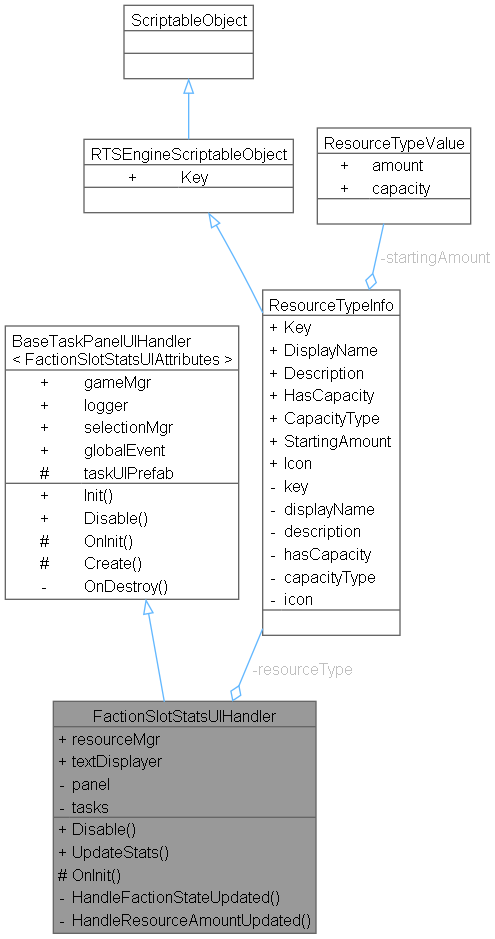 ScriptableObject
RTSEngineScriptableObject
+ Key
ResourceTypeValue
+ amount
+ capacity
-startingAmount
ResourceTypeInfo
+ Key
+ DisplayName
+ Description
+ HasCapacity
+ CapacityType
+ StartingAmount
+ Icon
- key
- displayName
- description
- hasCapacity
- capacityType
- icon
BaseTaskPanelUIHandler
< FactionSlotStatsUIAttributes >
+ gameMgr
+ logger
+ selectionMgr
+ globalEvent
# taskUIPrefab
+ Init()
+ Disable()
# OnInit()
# Create()
- OnDestroy()
-resourceType
FactionSlotStatsUIHandler
+ resourceMgr
+ textDisplayer
- panel
- tasks
+ Disable()
+ UpdateStats()
# OnInit()
- HandleFactionStateUpdated()
- HandleResourceAmountUpdated()